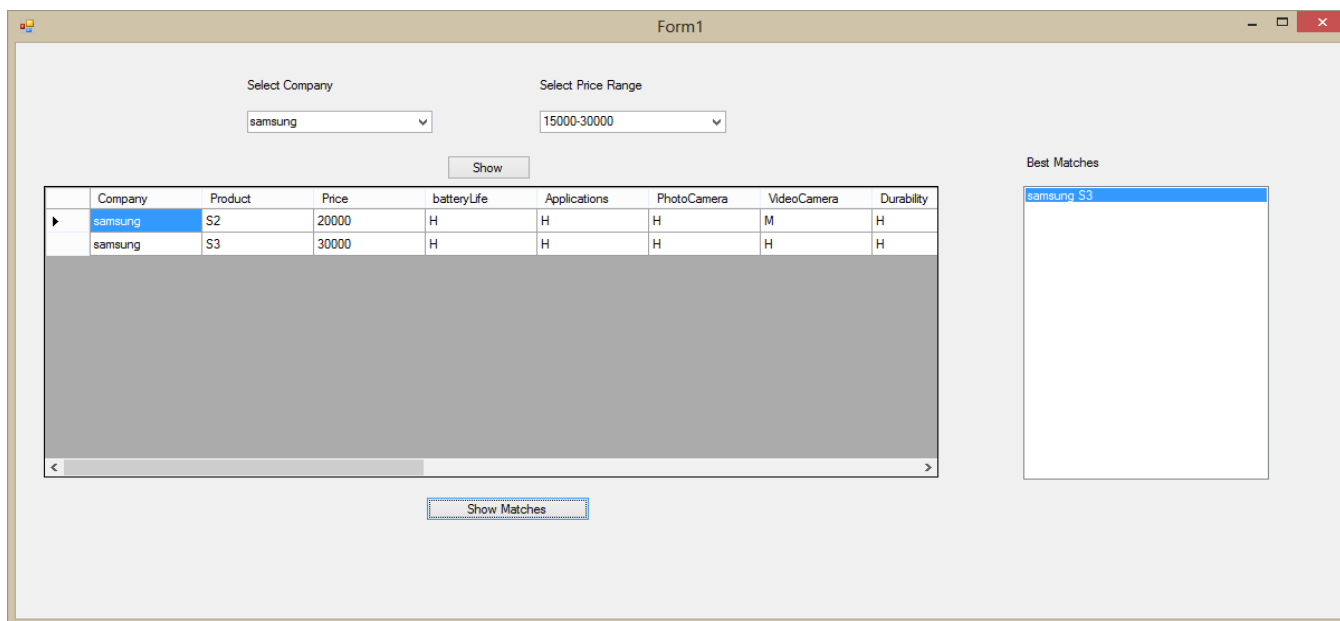 Form1
Select Company Select Price Range
samsung 15000-30000
Show
Best Matches
samsung S3
Company Product Price batteryLife Applications PhotoCamera VideoCamera Durability
samsung S2 20000 H H H M H
samsung S3 30000 H H H H H
Show Matches